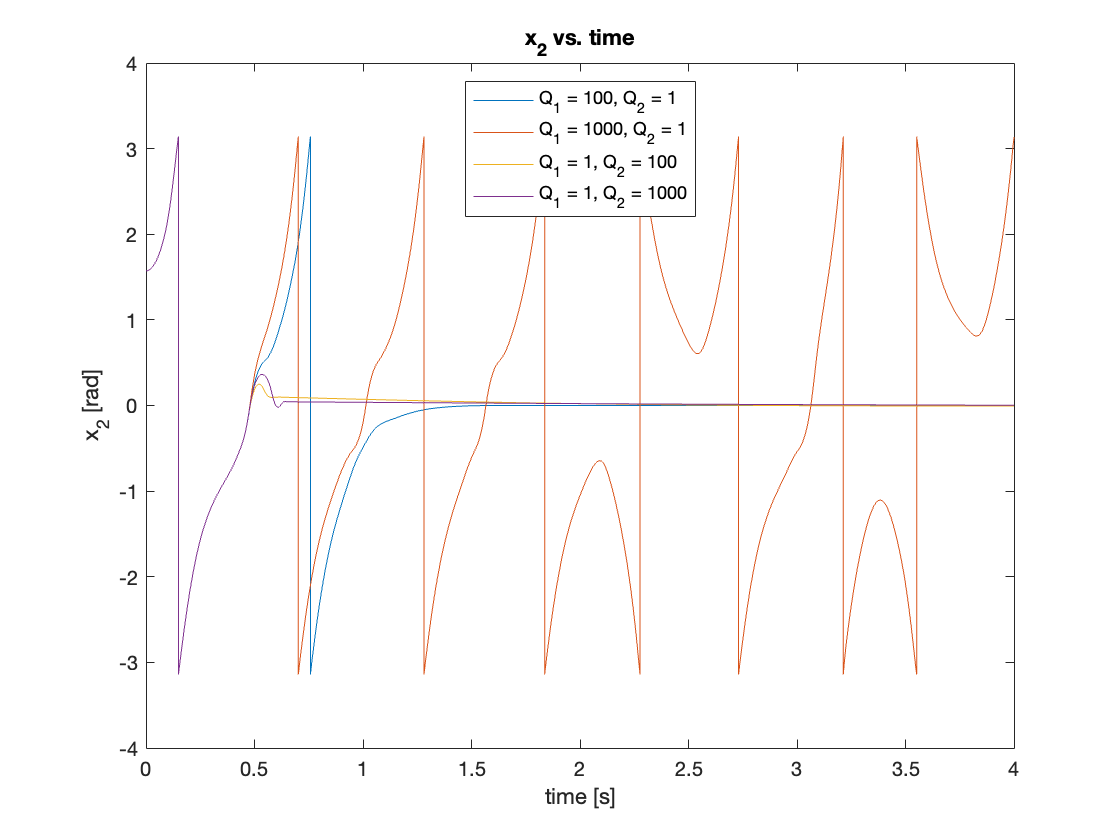 x₂ vs. time
Q₁ = 100, Q₂ = 1
Q₁ = 1000, Q₂ = 1
Q₁ = 1, Q₂ = 100
Q₁ = 1, Q₂ = 1000
4
3
2
1
0
-1
-2
-3
-4
x₂ [rad]
0 0.5 1 1.5 2 2.5 3 3.5 4
time [s]